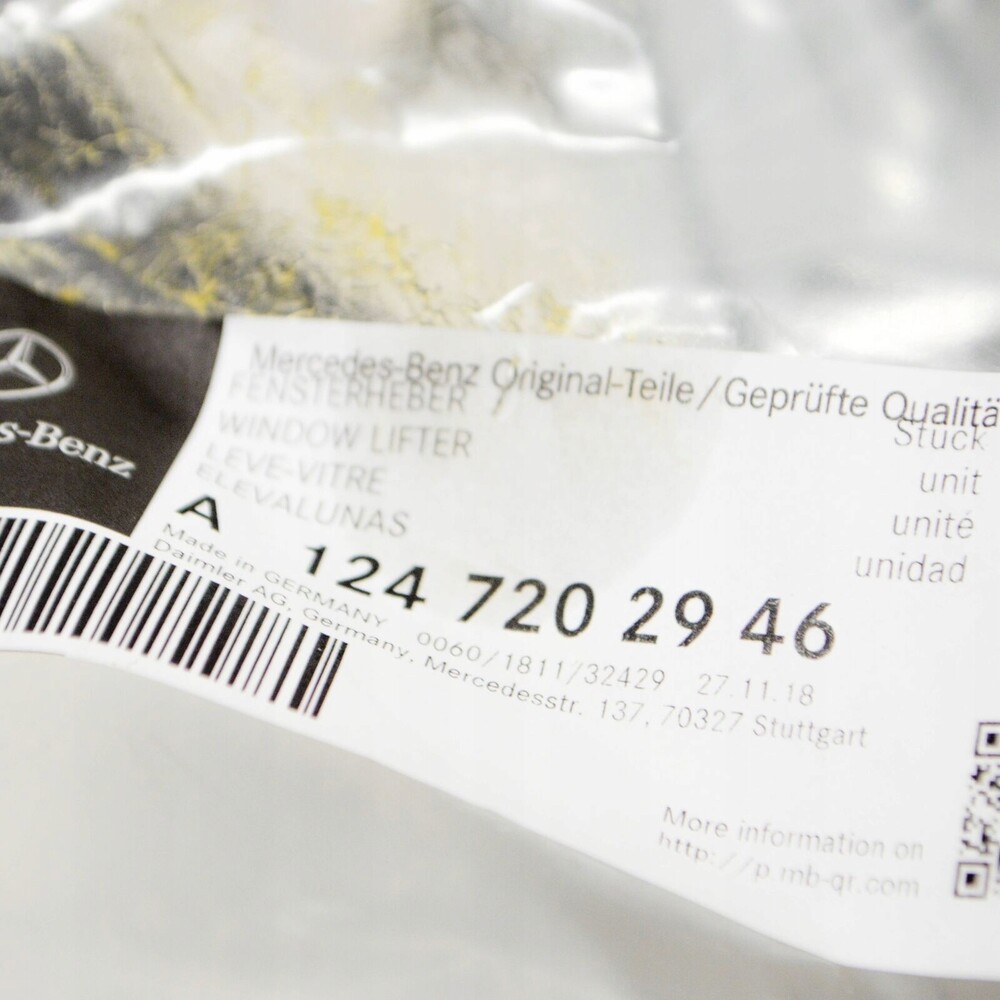 s-Benz
Mercedes-Benz Original-Teile / Geprüfte Qualitä
FENSTERHEBER
WINDOW LIFTER
LEVE-VITRE
ELEVALUNAS
Stück
unit
unité
unidad
A 124 720 29 46
Made in GERMANY 0060/1811/32429 27.11.18
Daimler AG, Germany, Mercedesstr. 137, 70327 Stuttgart
More information on
http://p.mb-qr.com